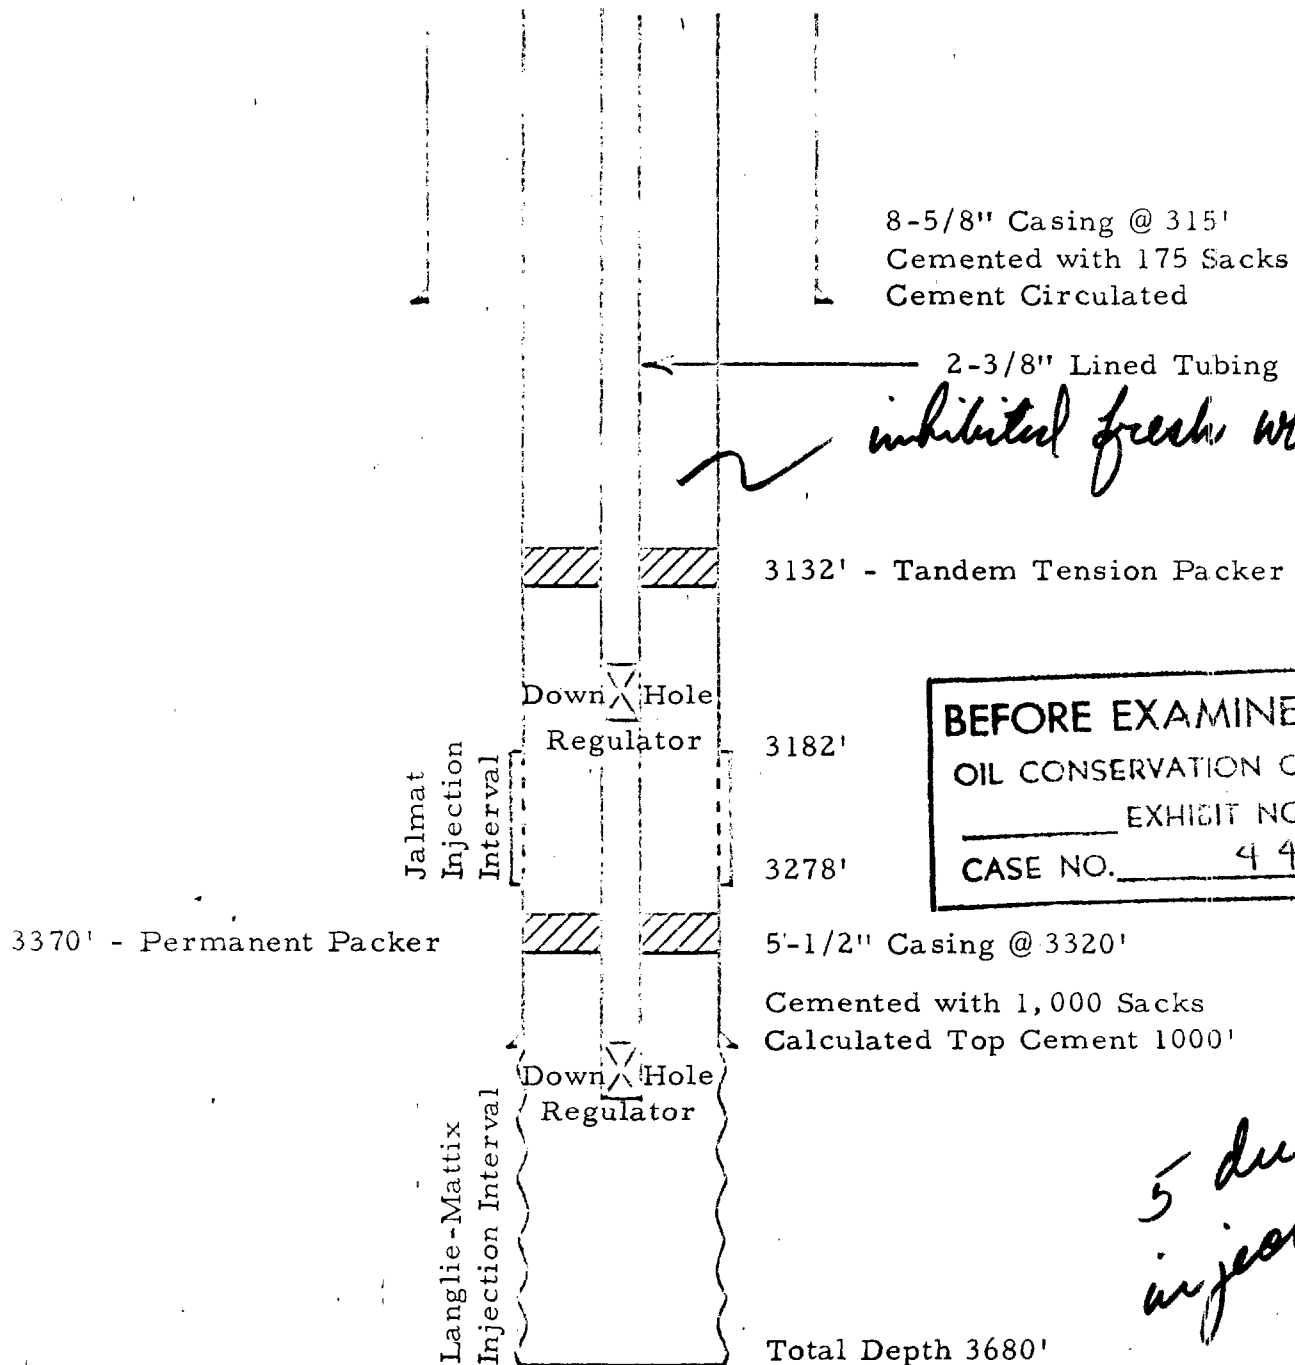 8-5/8" Casing @ 315'
Cemented with 175 Sacks
Cement Circulated
2-3/8" Lined Tubing
inhibited fresh
3132' - Tandem Tension Packer
Down Hole
Regulator
Jalmat
Injection
Interval
3182'
3278'
BEFORE EXAMINE
OIL CONSERVATION C
EXHIBIT NO
CASE NO. 44
3370' - Permanent Packer
5-1/2" Casing @ 3320'
Cemented with 1,000 Sacks
Calculated Top Cement 1000'
Down Hole
Regulator
Langlie-Mattix
Injection Interval
5 du
injec
Total Depth 3680'